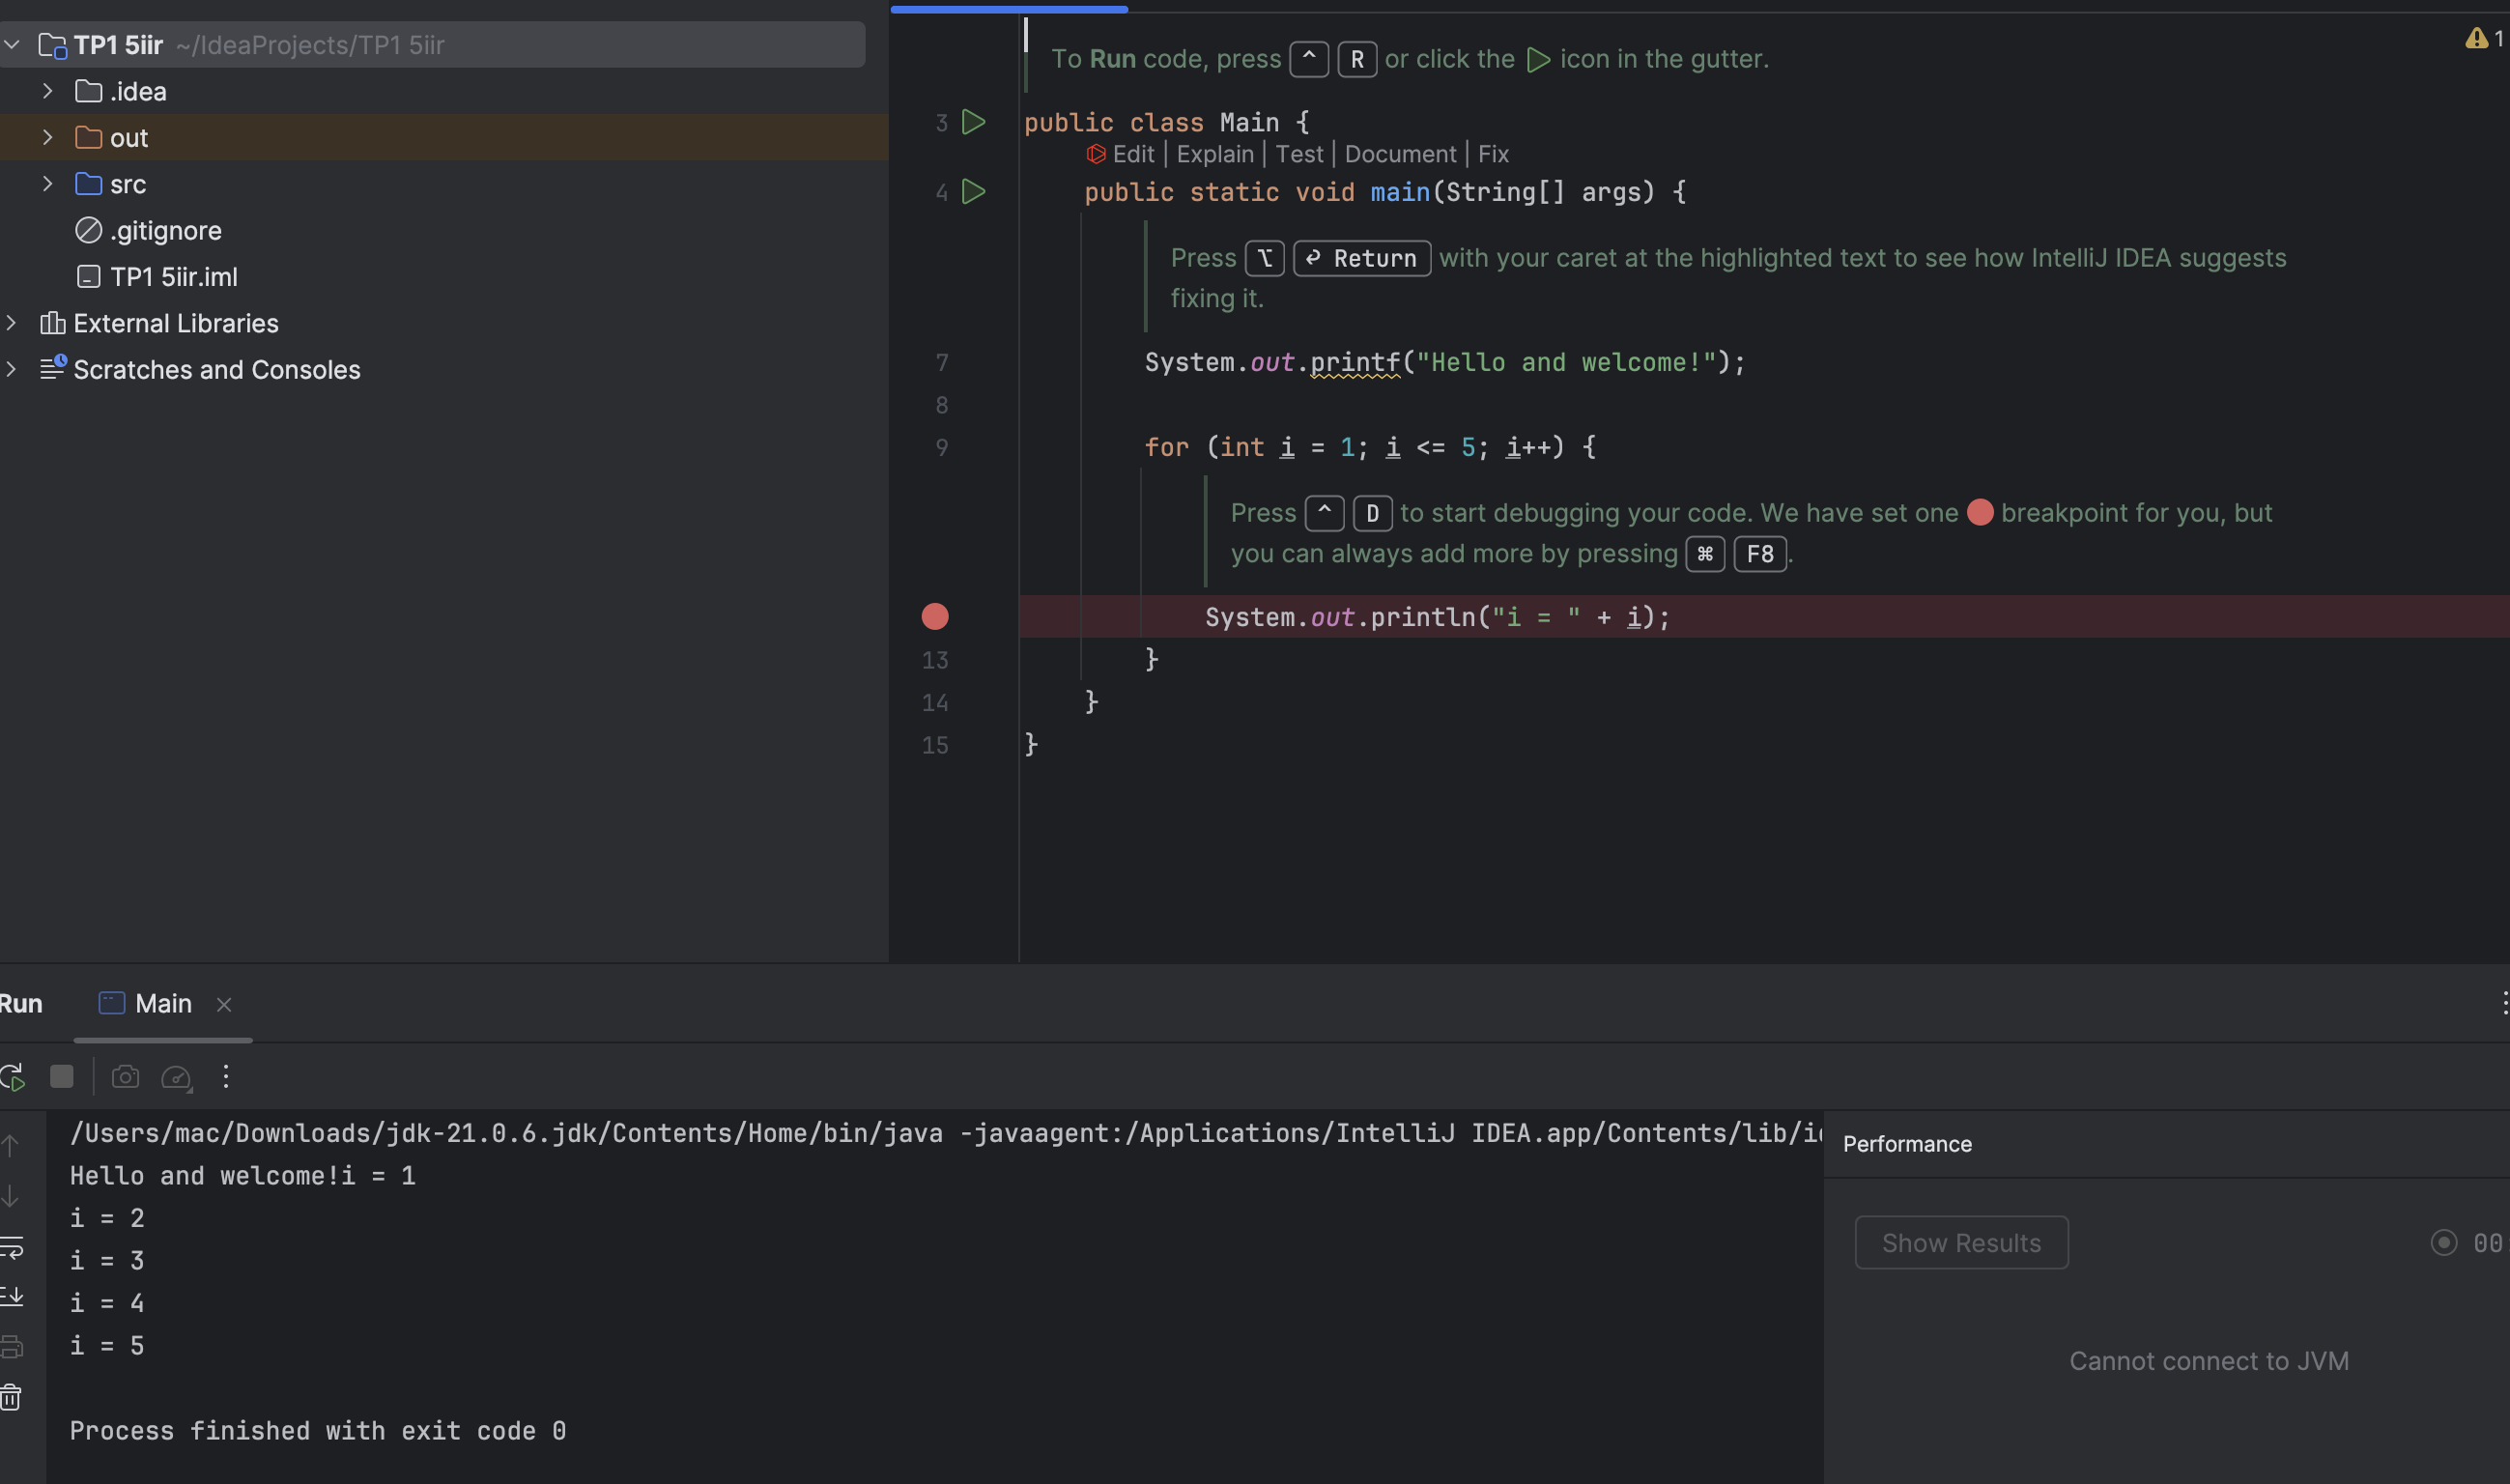 TP1 5iir ~/IdeaProjects/TP1 5iir
.idea
out
src
.gitignore
TP1 5iir.iml
External Libraries
Scratches and Consoles
1
To Run code, press ^ R or click the icon in the gutter.
3 public class Main {
Edit | Explain | Test | Document | Fix
4 public static void main(String[] args) {
Press ⌥ ⏎ Return with your caret at the highlighted text to see how IntelliJ IDEA suggests
fixing it.
7 System.out.printf("Hello and welcome!");
8
9 for (int i = 1; i <= 5; i++) {
Press ^ D to start debugging your code. We have set one breakpoint for you, but
you can always add more by pressing ⌘ F8.
System.out.println("i = " + i);
13 }
14 }
15 }
Run Main
/Users/mac/Downloads/jdk-21.0.6.jdk/Contents/Home/bin/java -javaagent:/Applications/IntelliJ IDEA.app/Contents/lib/
Hello and welcome!i = 1
i = 2
i = 3
i = 4
i = 5
Process finished with exit code 0
Performance
Show Results
00
Cannot connect to JVM